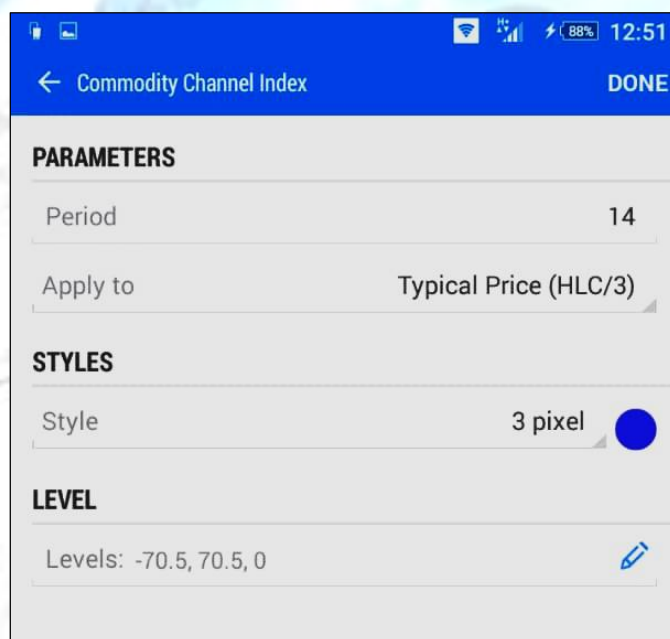 88% 12:51
Commodity Channel Index DONE
PARAMETERS
Period 14
Apply to Typical Price (HLC/3)
STYLES
Style 3 pixel
LEVEL
Levels: -70.5, 70.5, 0